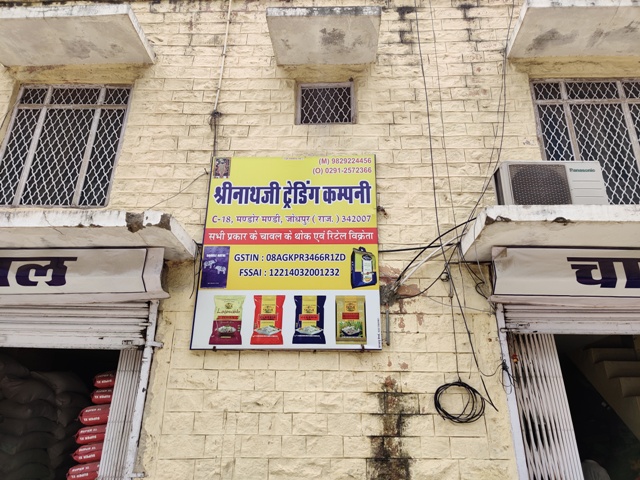 (M) 9829224456
(O) 0291-2572366
श्रीनाथजी ट्रेडिंग कम्पनी
C-18, मण्डोर मण्डी, जोधपुर ( राज. ) 342007
सभी प्रकार के चावल के थोक एवं रिटेल विक्रेता
GSTIN : 08AGKPR3466R1ZD
FSSAI : 12214032001232